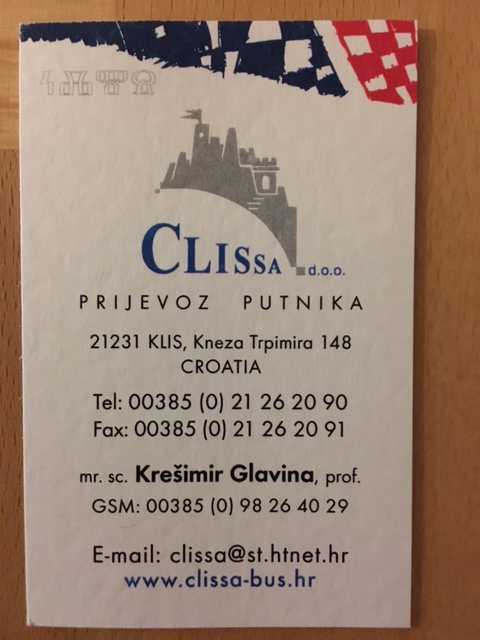 CLISSA d.o.o.
PRIJEVOZ PUTNIKA
21231 KLIS, Kneza Trpimira 148
CROATIA
Tel: 00385 (0) 21 26 20 90
Fax: 00385 (0) 21 26 20 91
mr. sc. Krešimir Glavina, prof.
GSM: 00385 (0) 98 26 40 29
E-mail: clissa@st.htnet.hr
www.clissa-bus.hr